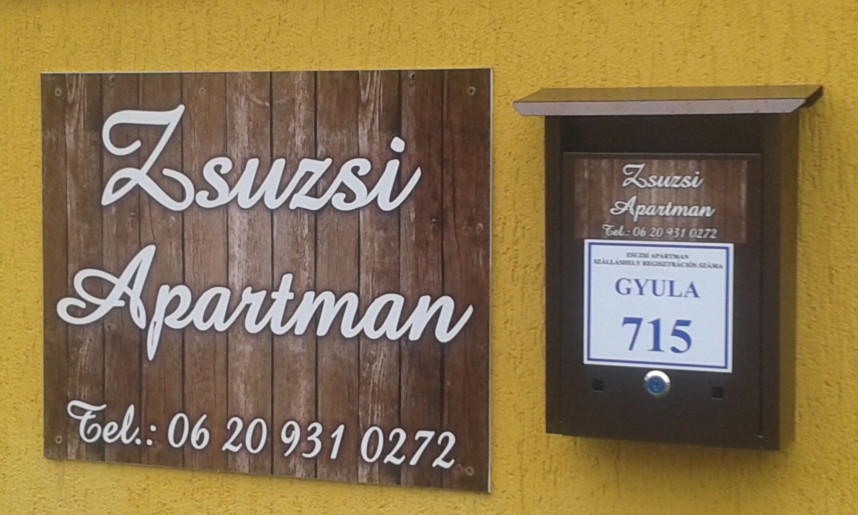 Zsuzsi
Apartman
Tel.: 06 20 931 0272
Zsuzsi
Apartman
Tel.: 06 20 931 0272
ZSUZSI APARTMAN
SZÁLLÁSHELY REGISZTRÁCIÓS SZÁMA
GYULA
715